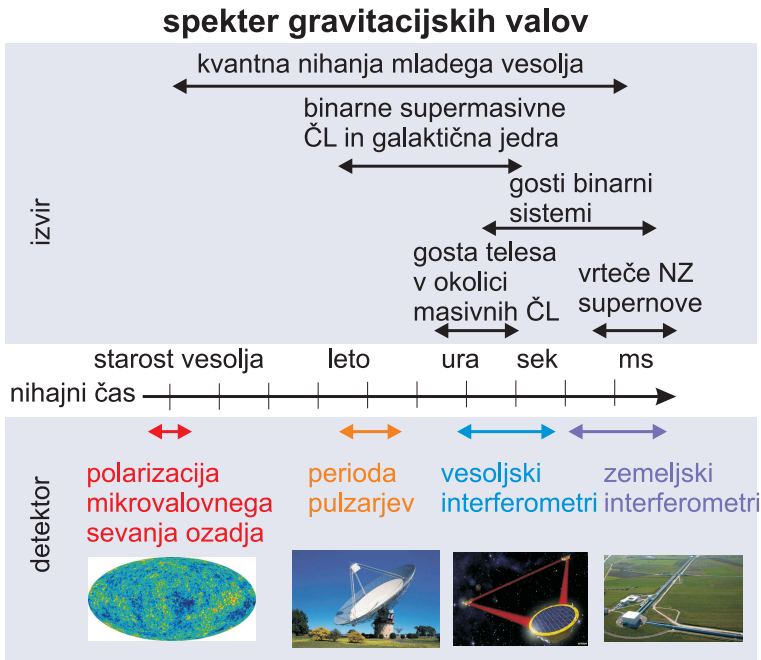 spekter gravitacijskih valov
kvantna nihanja mladega vesolja
binarne supermasivne
ČL in galaktična jedra
gosti binarni
sistemi
gosta telesa
v okolici
masivnih ČL
vrteče NZ
supernove
izvir
starost vesolja leto ura sek ms
nihajni čas
detektor
polarizacija
mikrovalovnega
sevanja ozadja
perioda
pulzarjev
vesoljski
interferometri
zemeljski
interferometri